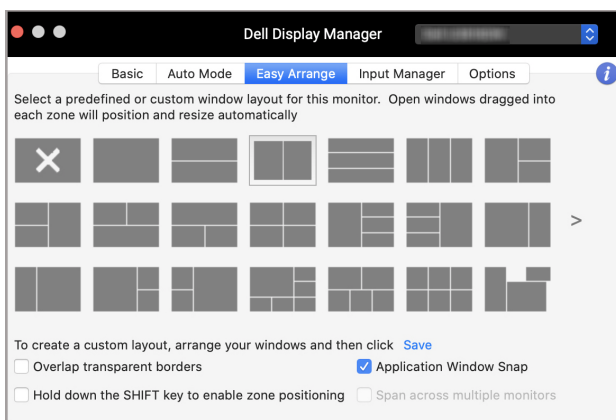 Dell Display Manager
Basic Auto Mode Easy Arrange Input Manager Options i
Select a predefined or custom window layout for this monitor. Open windows dragged into
each zone will position and resize automatically
>
To create a custom layout, arrange your windows and then click Save
Overlap transparent borders Application Window Snap
Hold down the SHIFT key to enable zone positioning Span across multiple monitors